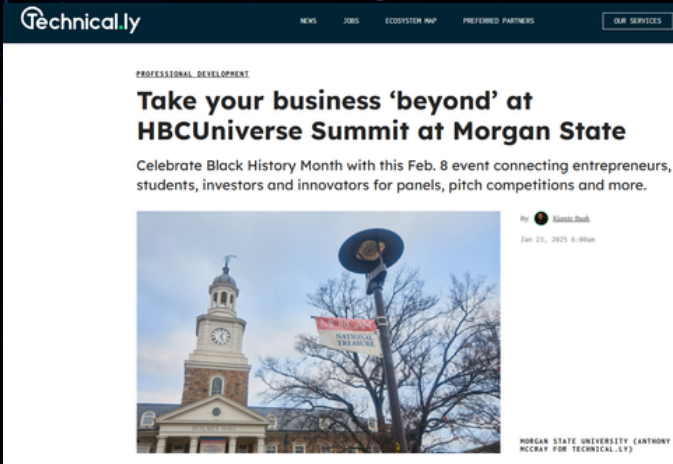 Technical.ly
NEWS JOBS ECOSYSTEM MAP PREFERRED PARTNERS OUR SERVICES
PROFESSIONAL DEVELOPMENT
Take your business ‘beyond’ at
HBCUniverse Summit at Morgan State
Celebrate Black History Month with this Feb. 8 event connecting entrepreneurs,
students, investors and innovators for panels, pitch competitions and more.
By Bush
Jan 23, 2025 6:00am
MORGAN
NATIONAL
TREASURE
MORGAN STATE UNIVERSITY (ANTHONY
MCCRAY FOR TECHNICAL.LY)